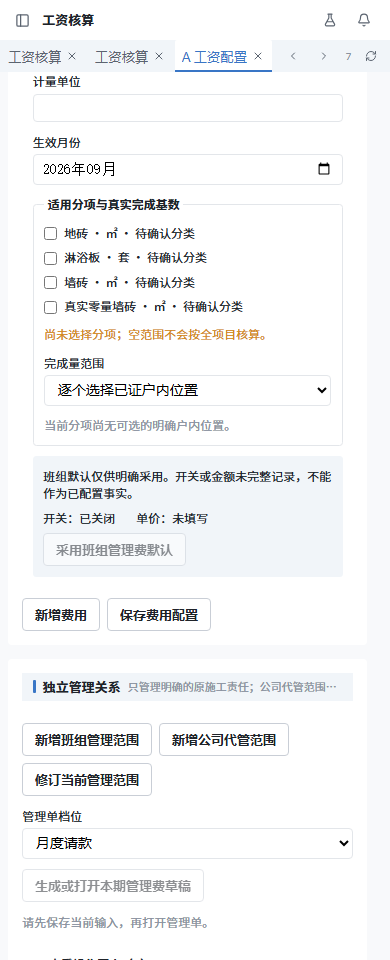 工资核算
工资核算
工资核算
A 工资配置
7
计量单位
生效月份
2026年09月
适用分项与真实完成基数
地砖 · ㎡ · 待确认分类
淋浴板 · 套 · 待确认分类
墙砖 · ㎡ · 待确认分类
真实零量墙砖 · ㎡ · 待确认分类
尚未选择分项；空范围不会按全项目核算。
完成量范围
逐个选择已证户内位置
当前分项尚无可选的明确户内位置。
班组默认仅供明确采用。开关或金额未完整记录，不能
作为已配置事实。
开关：已关闭 单价：未填写
采用班组管理费默认
新增费用
保存费用配置
独立管理关系
只管理明确的原施工责任；公司代管范围…
新增班组管理范围
新增公司代管范围
修订当前管理范围
管理单档位
月度请款
生成或打开本期管理费草稿
请先保存当前输入，再打开管理单。